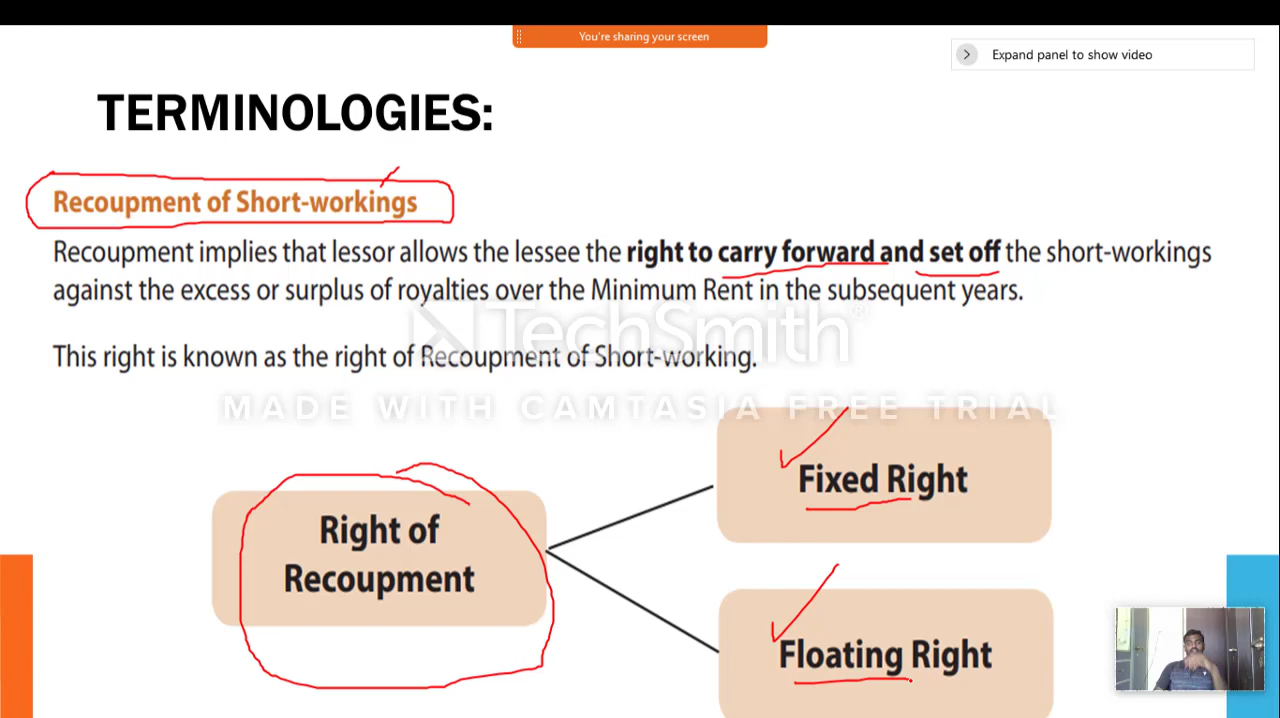 You're sharing your screen
Expand panel to show video
TERMINOLOGIES:
Recoupment of Short-workings
Recoupment implies that lessor allows the lessee the right to carry forward and set off the short-workings
against the excess or surplus of royalties over the Minimum Rent in the subsequent years.
TechSmith®
This right is known as the right of Recoupment of Short-working.
MADE WITH CAMTASIA FREE TRIAL
Fixed Right
Right of
Recoupment
Floating Right